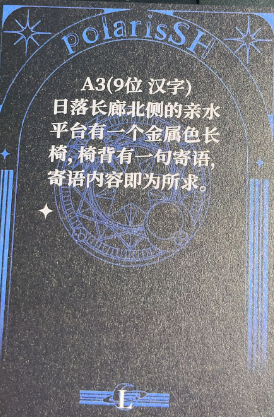 polarisSH
A3(9位 汉字)
日落长廊北侧的亲水
平台有一个金属色长
椅，椅背有一句寄语，
寄语内容即为所求。
L